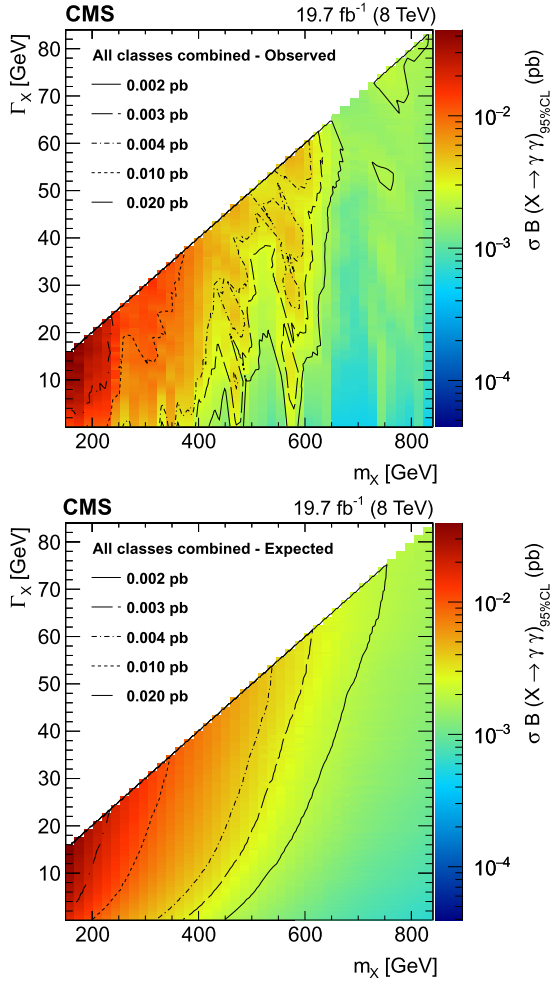 CMS 19.7 fb⁻¹ (8 TeV)
All classes combined - Observed
0.002 pb
0.003 pb
0.004 pb
0.010 pb
0.020 pb
Γ_X [GeV]
80
70
60
50
40
30
20
10
200 400 600 800
m_X [GeV]
10⁻²
10⁻³
10⁻⁴
σ B (X → γ γ)_95%CL (pb)
CMS 19.7 fb⁻¹ (8 TeV)
All classes combined - Expected
0.002 pb
0.003 pb
0.004 pb
0.010 pb
0.020 pb
Γ_X [GeV]
80
70
60
50
40
30
20
10
200 400 600 800
m_X [GeV]
10⁻²
10⁻³
10⁻⁴
σ B (X → γ γ)_95%CL (pb)